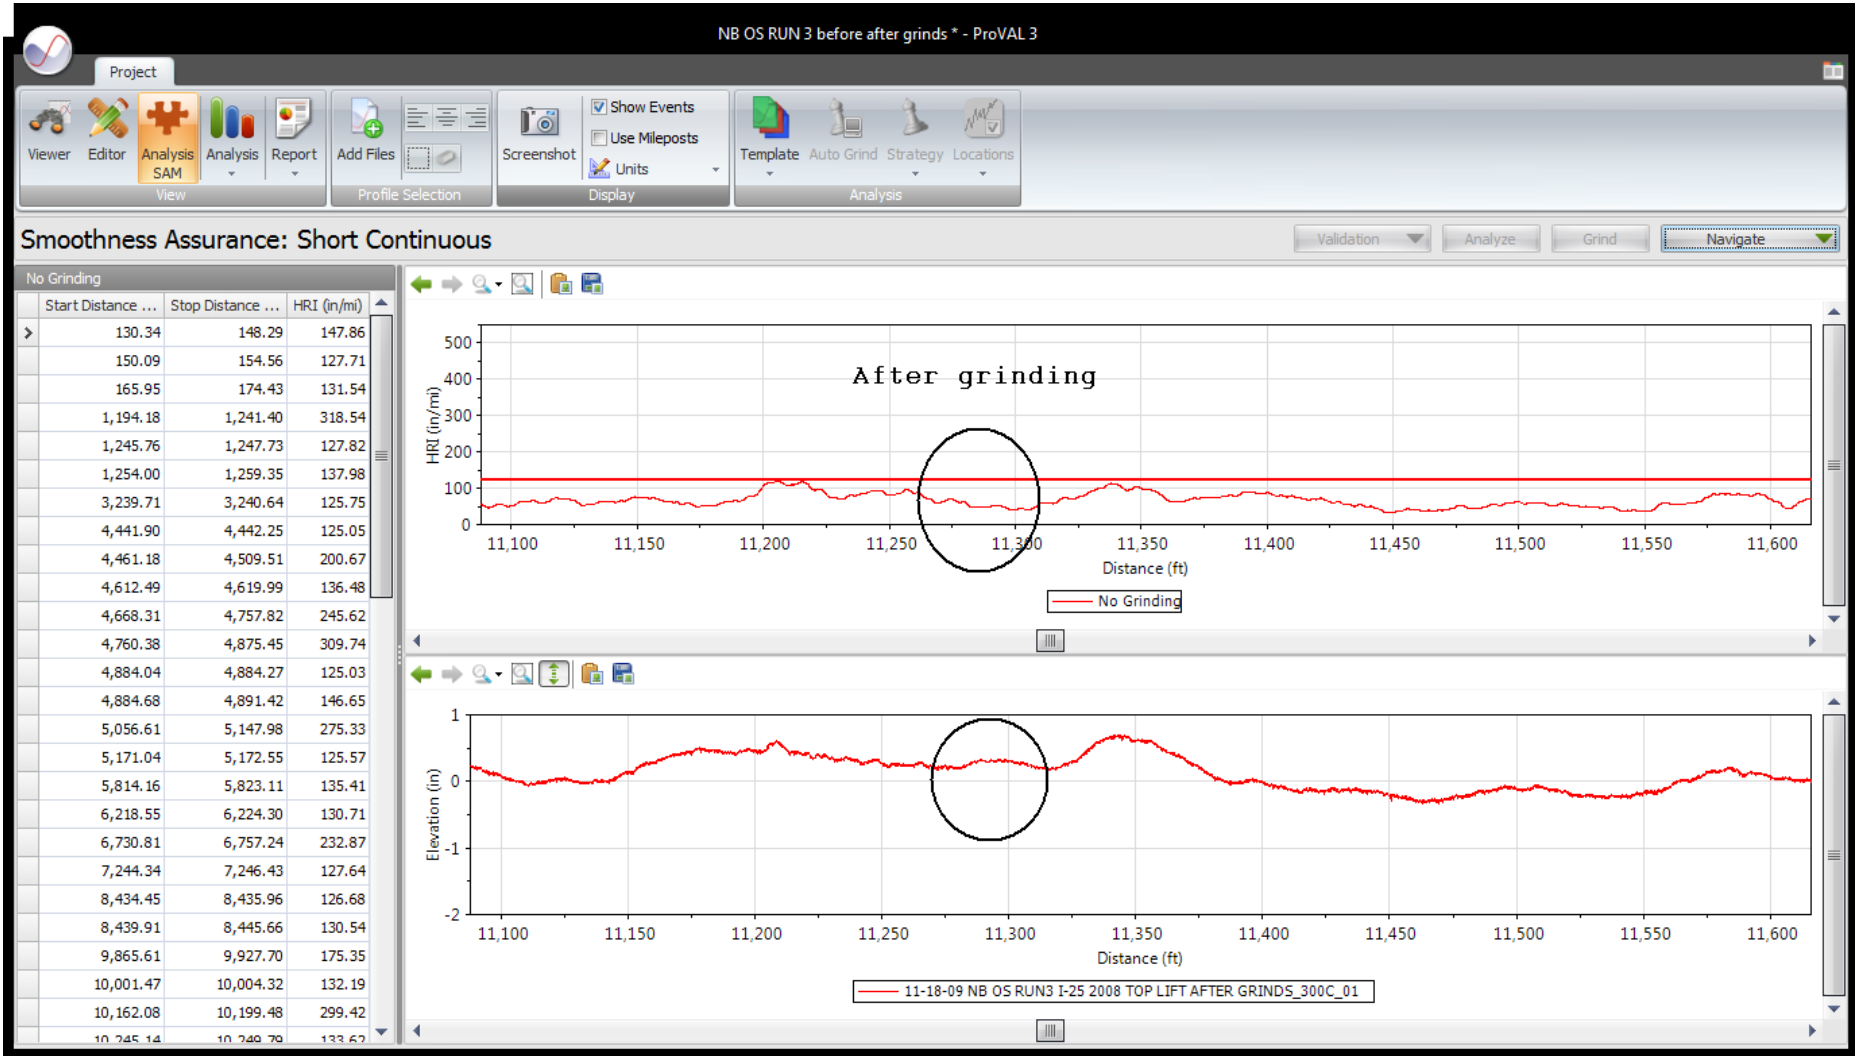 NB OS RUN 3 before after grinds * - ProVAL 3
Project
Viewer
Editor
Analysis SAM
Analysis
Report
View
Add Files
Profile Selection
Screenshot
Show Events
Use Mileposts
Units
Display
Template
Auto Grind
Strategy
Locations
Analysis
Smoothness Assurance: Short Continuous
Validation
Analyze
Grind
Navigate
No Grinding
Start Distance ... Stop Distance ... HRI (in/mi)
130.34 148.29 147.86
150.09 154.56 127.71
165.95 174.43 131.54
1,194.18 1,241.40 318.54
1,245.76 1,247.73 127.82
1,254.00 1,259.35 137.98
3,239.71 3,240.64 125.75
4,441.90 4,442.25 125.05
4,461.18 4,509.51 200.67
4,612.49 4,619.99 136.48
4,668.31 4,757.82 245.62
4,760.38 4,875.45 309.74
4,884.04 4,884.27 125.03
4,884.68 4,891.42 146.65
5,056.61 5,147.98 275.33
5,171.04 5,172.55 125.57
5,814.16 5,823.11 135.41
6,218.55 6,224.30 130.71
6,730.81 6,757.24 232.87
7,244.34 7,246.43 127.64
8,434.45 8,435.96 126.68
8,439.91 8,445.66 130.54
9,865.61 9,927.70 175.35
10,001.47 10,004.32 132.19
10,162.08 10,199.48 299.42
10,245.14 10,249.79 133.62
After grinding
HRI (in/mi)
500
400
300
200
100
0
11,100 11,150 11,200 11,250 11,300 11,350 11,400 11,450 11,500 11,550 11,600
Distance (ft)
No Grinding
Elevation (in)
1
0
-1
-2
11,100 11,150 11,200 11,250 11,300 11,350 11,400 11,450 11,500 11,550 11,600
Distance (ft)
11-18-09 NB OS RUN3 I-25 2008 TOP LIFT AFTER GRINDS_300C_01